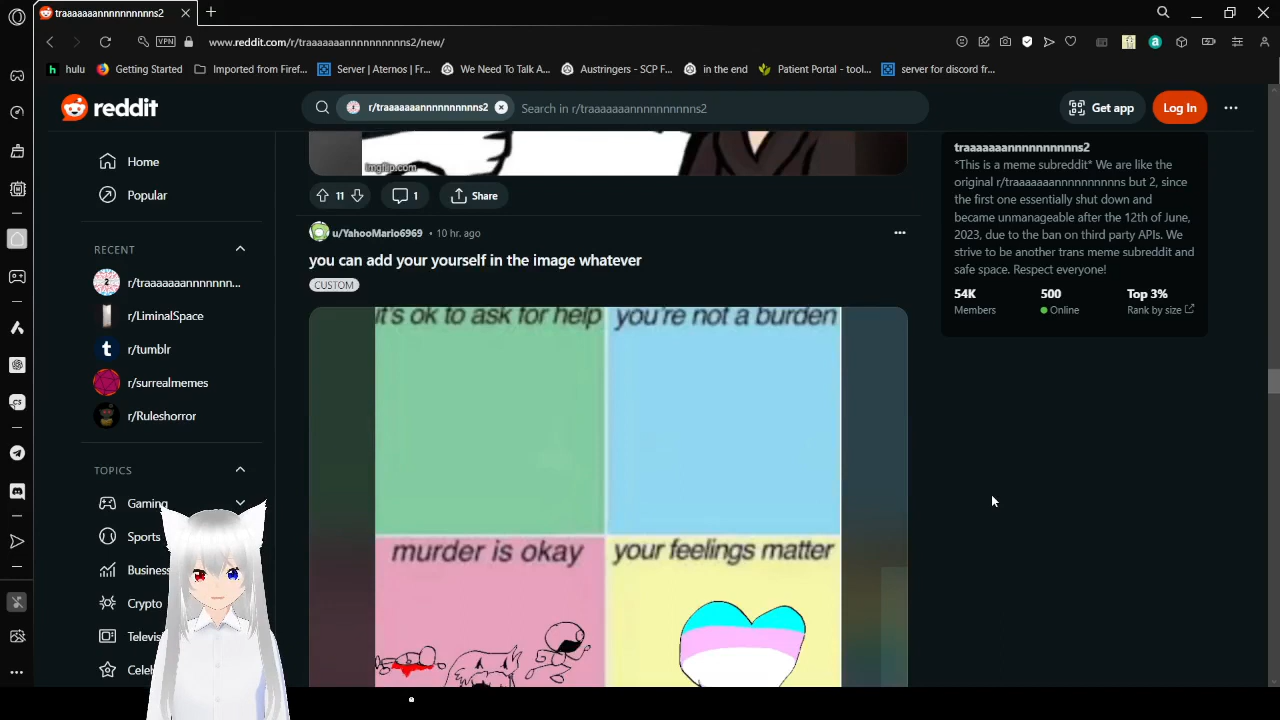 traaaaaaannnnnnnnnns2
VPN
www.reddit.com/r/traaaaaaannnnnnnnnns2/new/
hulu
Getting Started
Imported from Firef...
Server | Aternos | Fr...
We Need To Talk A...
Austringers - SCP F...
in the end
Patient Portal - tool...
server for discord fr...
reddit
r/traaaaaaannnnnnnnnns2
Search in r/traaaaaaannnnnnnnnns2
Get app
Log In
Home
Popular
RECENT
r/traaaaaaannnnnnn...
r/LiminalSpace
r/tumblr
r/surrealmemes
r/Ruleshorror
TOPICS
Gaming
Sports
Business
Crypto
Televis
Celeb
imgflip.com
11
1
Share
u/YahooMario6969 • 10 hr. ago
you can add your yourself in the image whatever
CUSTOM
it's ok to ask for help
you're not a burden
murder is okay
your feelings matter
traaaaaaannnnnnnnnns2
*This is a meme subreddit* We are like the
original r/traaaaaaannnnnnnnnns but 2, since
the first one essentially shut down and
became unmanageable after the 12th of June,
2023, due to the ban on third party APIs. We
strive to be another trans meme subreddit and
safe space. Respect everyone!
54K
Members
500
Online
Top 3%
Rank by size